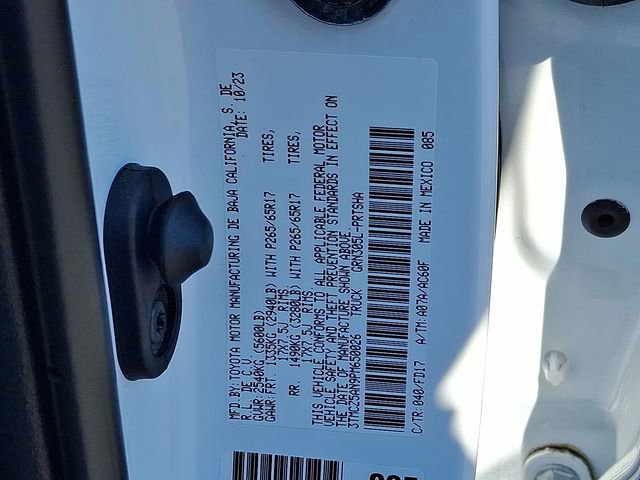 MFD BY: TOYOTA MOTOR MANUFACTURING DE BAJA CALIFORNIA S. DE
R.L. DE C.V. DATE: 10/23
GVWR: 2540KG (5600LB)
GAWR: FRT. 1335KG (2940LB) WITH P265/65R17 TIRES,
17X7.5J RIMS.
RR. 1490KG (3280LB) WITH P265/65R17 TIRES,
17X7.5J RIMS.
THIS VEHICLE CONFORMS TO ALL APPLICABLE FEDERAL MOTOR
VEHICLE SAFETY AND THEFT PREVENTION STANDARDS IN EFFECT ON
THE DATE OF MANUFACTURE SHOWN ABOVE.
3TMCZ5AN9PM650026 TRUCK GRN305L-PRTSHA
C/TR: 040/FD17 A/TM: A07A/AC60F MADE IN MEXICO 085